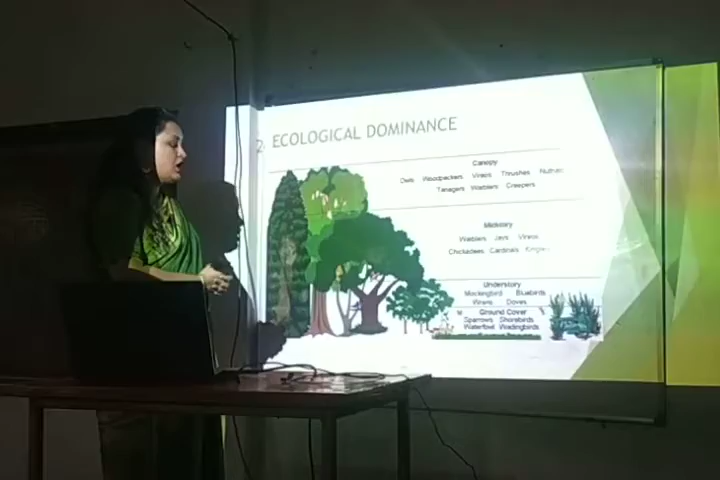 2. ECOLOGICAL DOMINANCE
Canopy
Owls Woodpeckers Vireos Thrushes Nuthatc
Tanagers Warblers Creepers
Midstory
Warblers Jays Vireos
Chickadees Cardinals
Understory
Mockingbird Bluebirds
Wrens Doves
Ground Cover
Sparrows Shorebirds
Waterfowl Wadingbirds